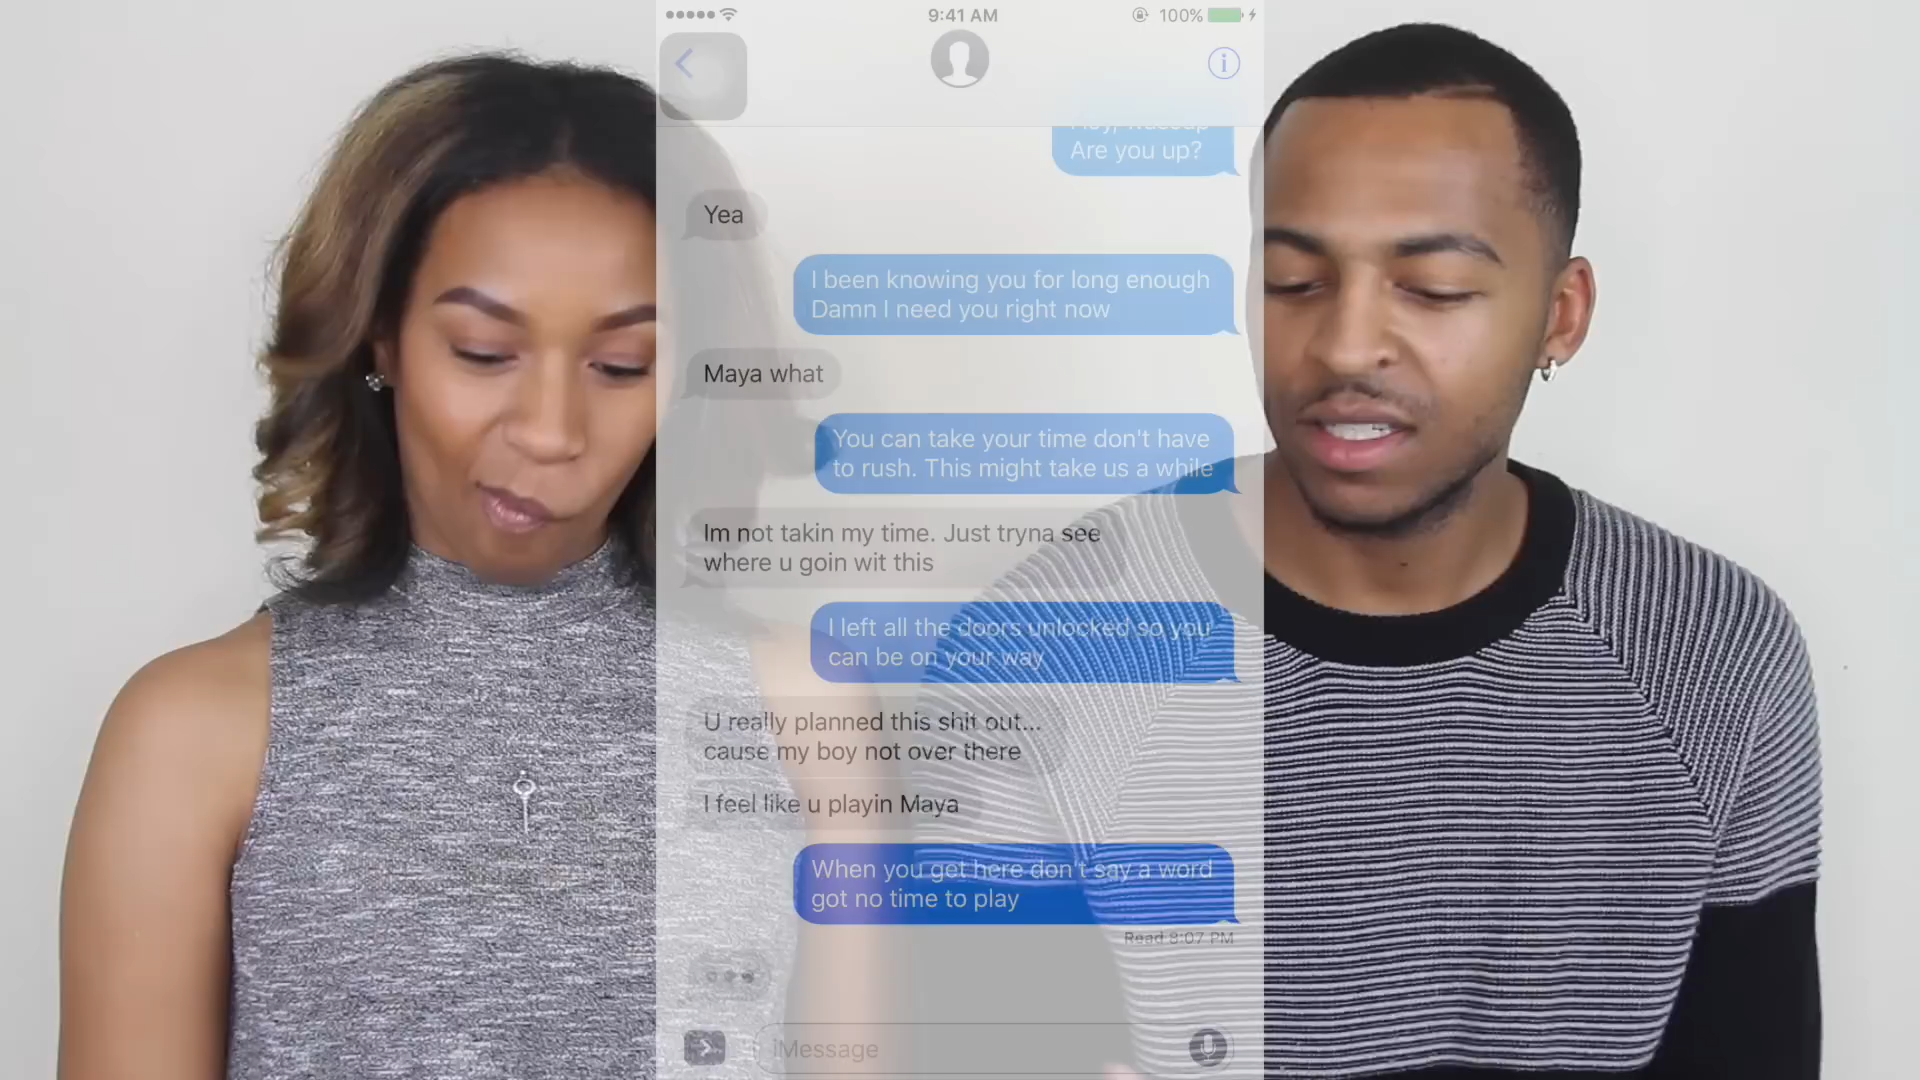 9:41 AM
100%
Are you up?
Yea
I been knowing you for long enough
Damn I need you right now
Maya what
You can take your time don't have
to rush. This might take us a while
Im not takin my time. Just tryna see
where u goin wit this
I left all the doors unlocked so you
can be on your way
U really planned this shit out...
cause my boy not over there
I feel like u playin Maya
When you get here don't say a word
got no time to play
Read 8:07 PM
iMessage